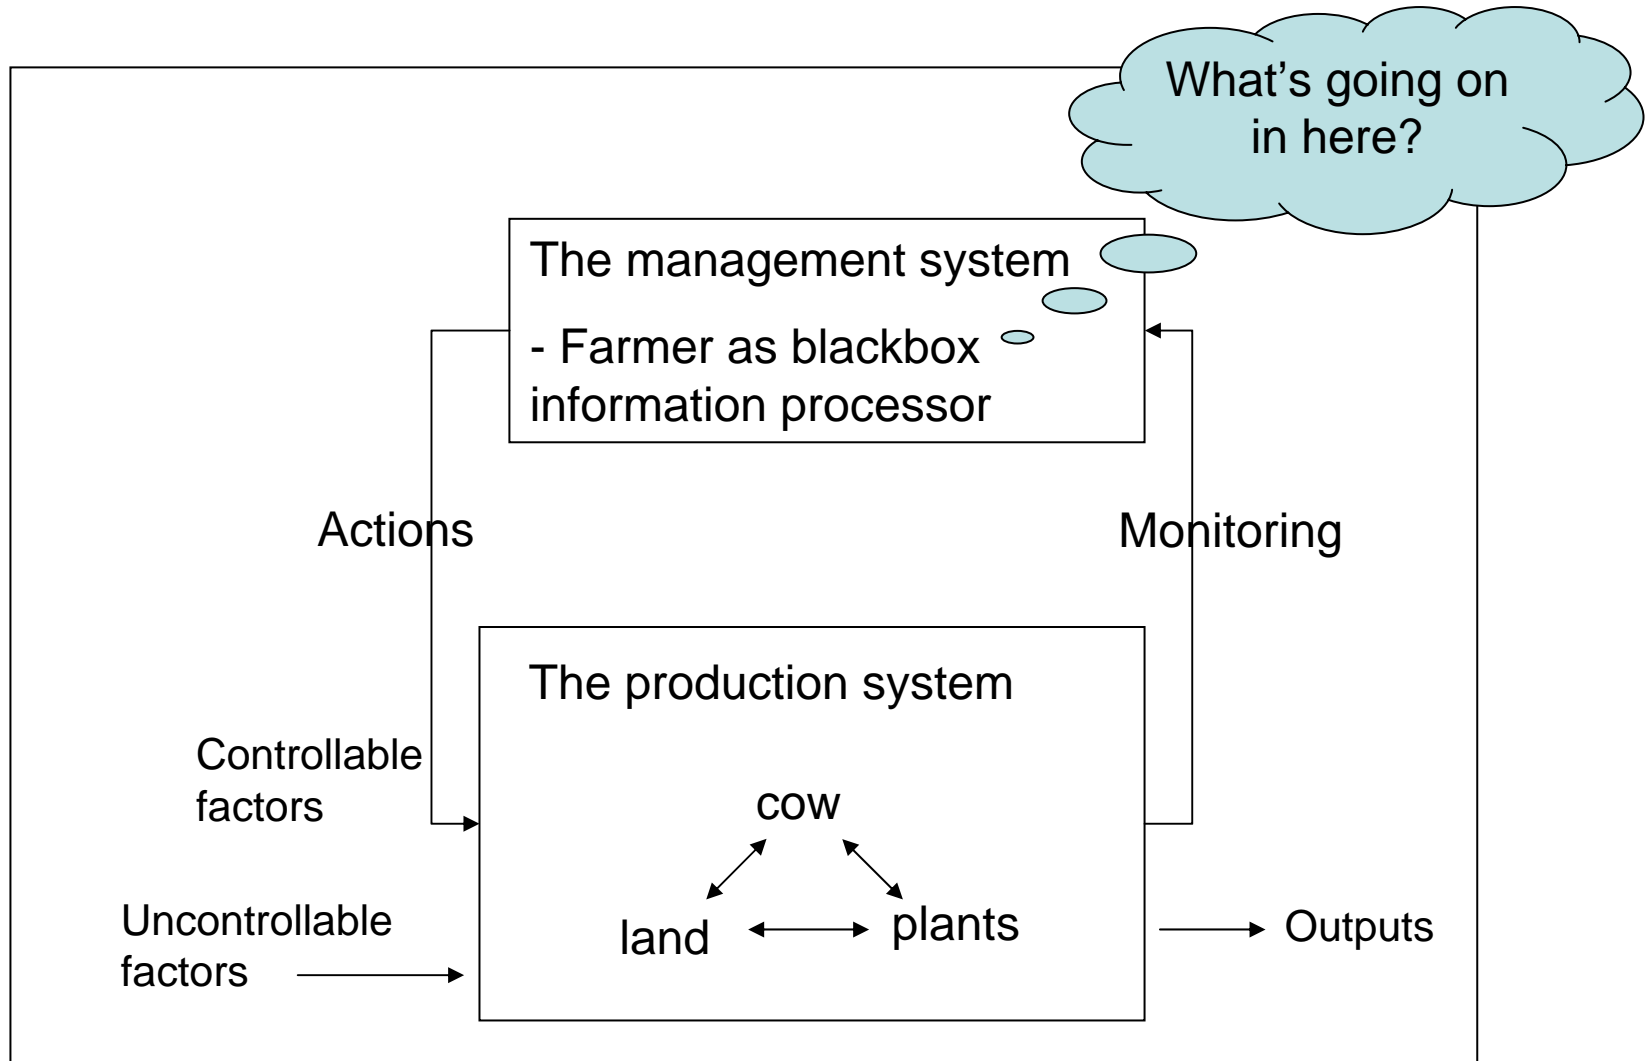 What's going on
in here?
The management system
- Farmer as blackbox
information processor
Actions
Monitoring
The production system
Controllable
factors
cow
Uncontrollable
factors
land
plants
Outputs